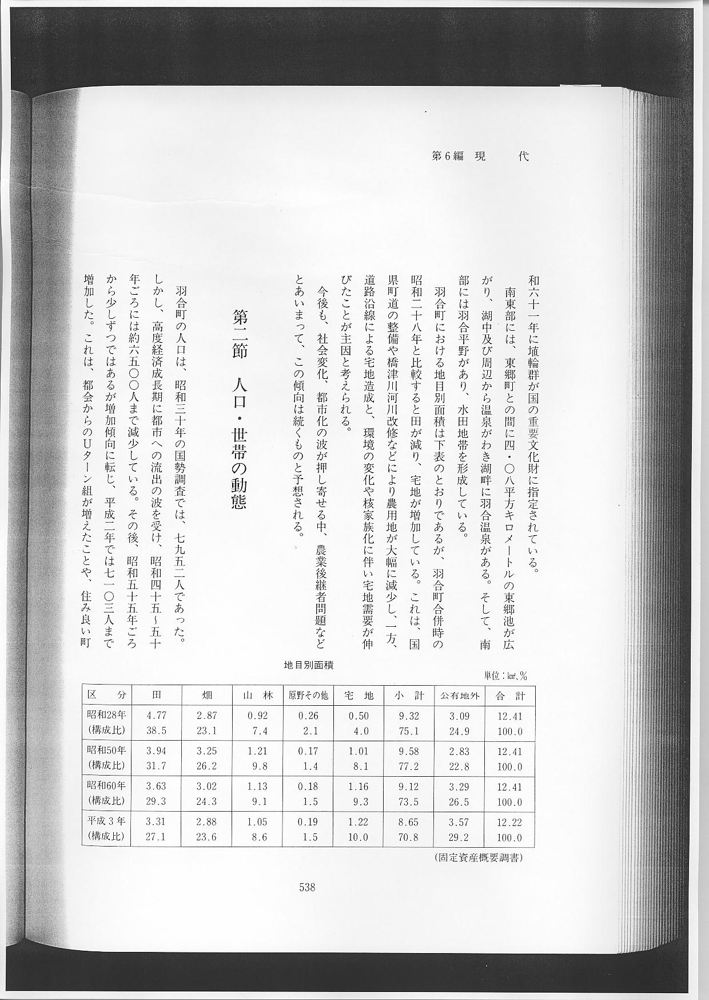 第6編 現 代
和六十一年に埴輪群が国の重要文化財に指定されている。
南東部には、東郷町との間に四・〇八平方キロメートルの東郷池が広
がり、湖中及び周辺から温泉がわき湖畔に羽合温泉がある。そして、南
部には羽合平野があり、水田地帯を形成している。
羽合町における地目別面積は下表のとおりであるが、羽合町合併時の
昭和二十八年と比較すると田が減り、宅地が増加している。これは、国
県町道の整備や橋津川河川改修などにより農用地が大幅に減少し、一方、
道路沿線による宅地造成と、環境の変化や核家族化に伴い宅地需要が伸
びたことが主因と考えられる。
今後も、社会変化、都市化の波が押し寄せる中、農業後継者問題など
とあいまって、この傾向は続くものと予想される。
第二節 人口・世帯の動態
羽合町の人口は、昭和三十年の国勢調査では、七九五二人であった。
しかし、高度経済成長期に都市への流出の波を受け、昭和四十五〜五十
年ごろには約六五〇〇人まで減少している。その後、昭和五十五年ごろ
から少しずつではあるが増加傾向に転じ、平成二年では七一〇三人まで
増加した。これは、都会からのUターン組が増えたことや、住み良い町
地目別面積
単位：㎢、%
区 分 田 畑 山 林 原野その他 宅 地 小 計 公有地外 合 計
昭和28年 4.77 2.87 0.92 0.26 0.50 9.32 3.09 12.41
(構成比) 38.5 23.1 7.4 2.1 4.0 75.1 24.9 100.0
昭和50年 3.94 3.25 1.21 0.17 1.01 9.58 2.83 12.41
(構成比) 31.7 26.2 9.8 1.4 8.1 77.2 22.8 100.0
昭和60年 3.63 3.02 1.13 0.18 1.16 9.12 3.29 12.41
(構成比) 29.3 24.3 9.1 1.5 9.3 73.5 26.5 100.0
平成3年 3.31 2.88 1.05 0.19 1.22 8.65 3.57 12.22
(構成比) 27.1 23.6 8.6 1.5 10.0 70.8 29.2 100.0
(固定資産概要調書)
538